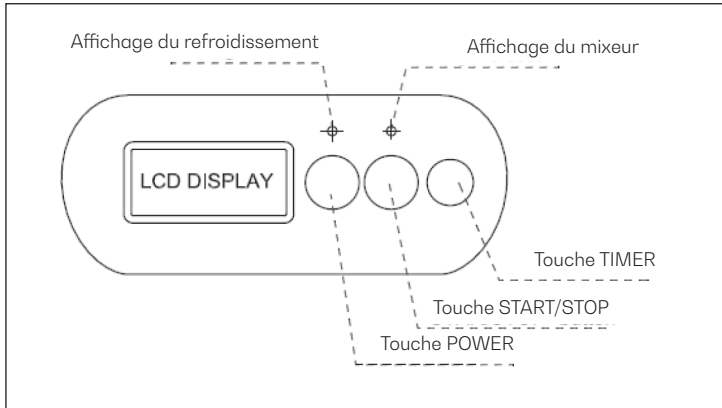 Affichage du refroidissement
Affichage du mixeur
LCD DISPLAY
Touche TIMER
Touche START/STOP
Touche POWER